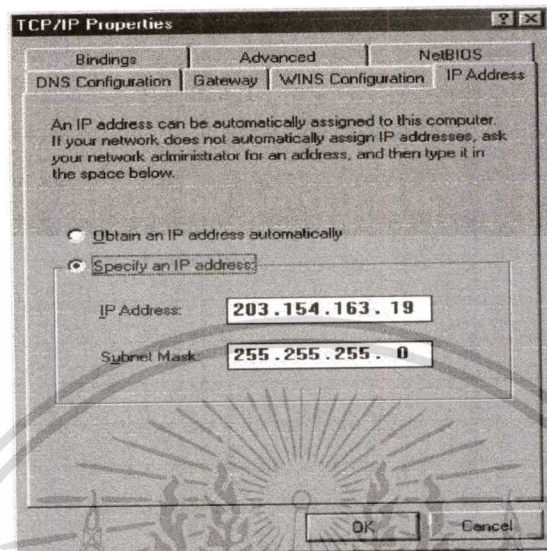 TCP/IP Properties
Bindings Advanced NetBIOS
DNS Configuration Gateway WINS Configuration IP Address
An IP address can be automatically assigned to this computer.
If your network does not automatically assign IP addresses, ask
your network administrator for an address, and then type it in
the space below.
Obtain an IP address automatically
Specify an IP address:
IP Address: 203.154.163. 19
Subnet Mask: 255.255.255. 0
OK Cancel